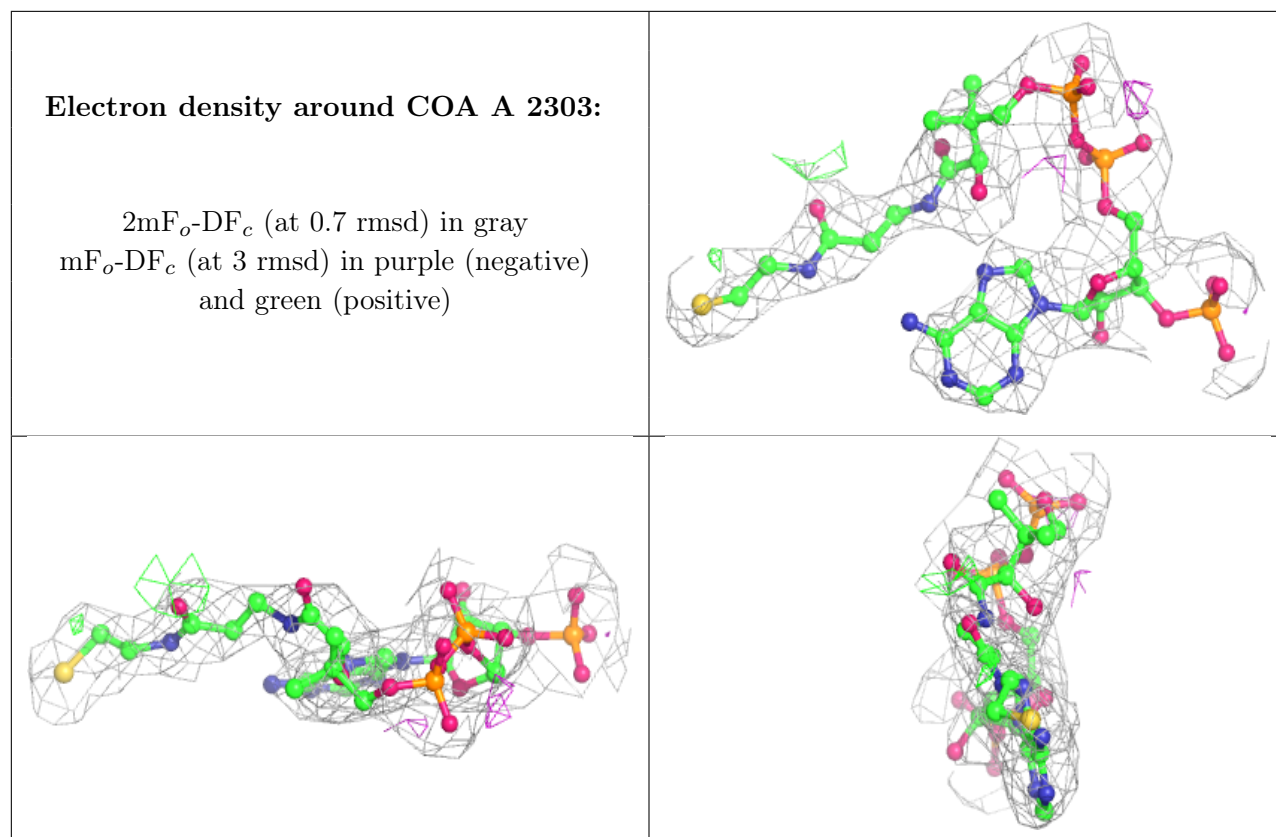 Electron density around COA A 2303:
2mFo-DFc (at 0.7 rmsd) in gray
mFo-DFc (at 3 rmsd) in purple (negative)
and green (positive)